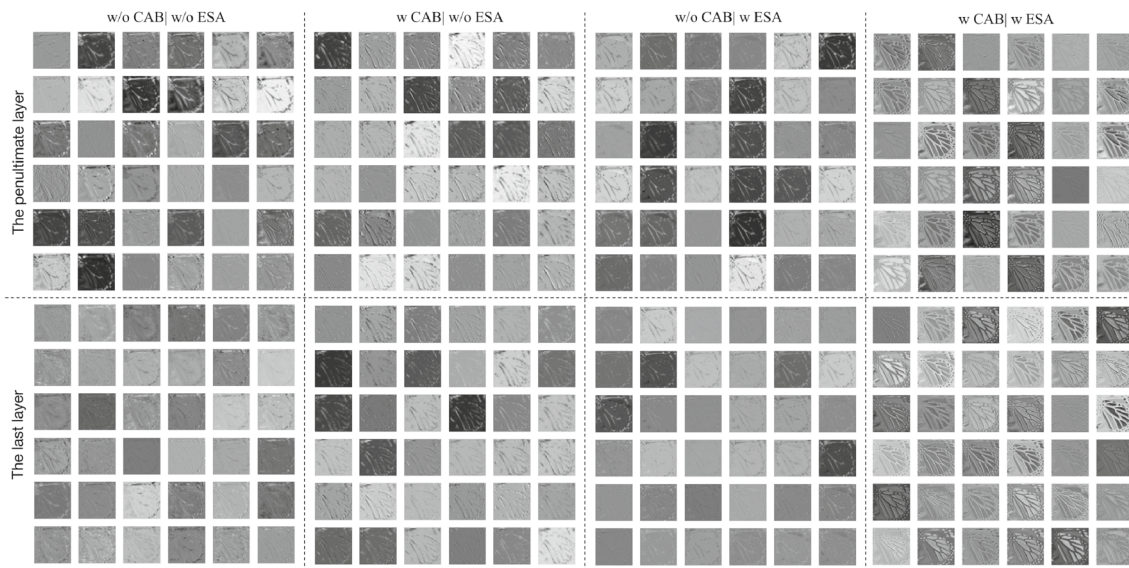 w/o CAB| w/o ESA
w CAB| w/o ESA
w/o CAB| w ESA
w CAB| w ESA
The penultimate layer
The last layer